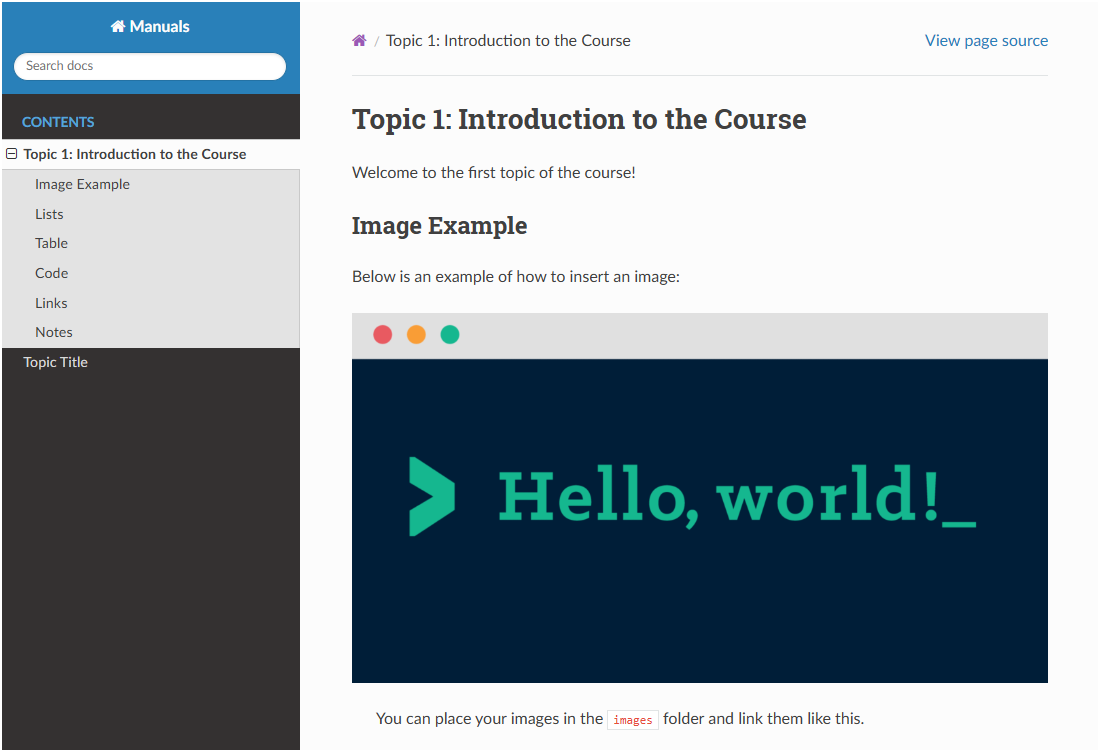 Manuals
Search docs
CONTENTS
Topic 1: Introduction to the Course
Image Example
Lists
Table
Code
Links
Notes
Topic Title
/ Topic 1: Introduction to the Course
View page source
Topic 1: Introduction to the Course
Welcome to the first topic of the course!
Image Example
Below is an example of how to insert an image:
> Hello, world!_
You can place your images in the images folder and link them like this.